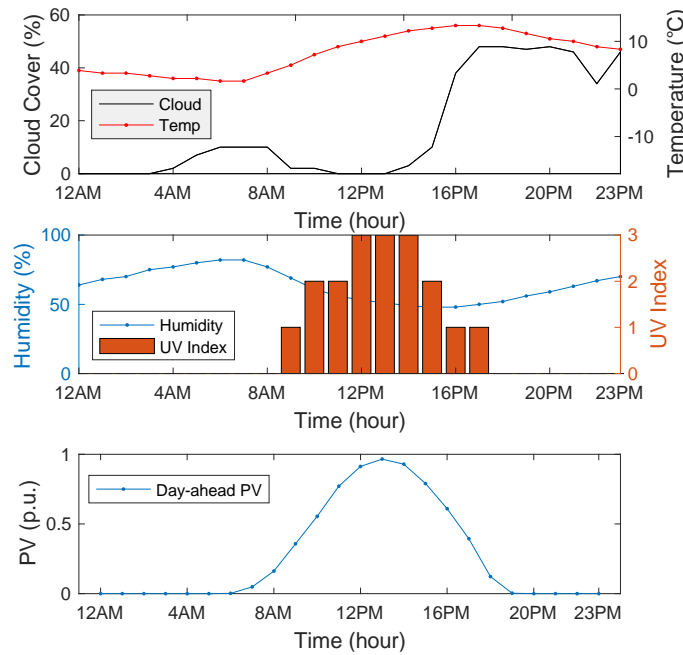 60
40
20
0
Cloud Cover (%)
Cloud
Temp
10
0
-10
Temperature (°C)
12AM 4AM 8AM 12PM 16PM 20PM 23PM
Time (hour)
100
50
0
Humidity (%)
Humidity
UV Index
3
2
1
0
UV Index
12AM 4AM 8AM 12PM 16PM 20PM 23PM
Time (hour)
1
0.5
0
PV (p.u.)
Day-ahead PV
12AM 4AM 8AM 12PM 16PM 20PM 23PM
Time (hour)